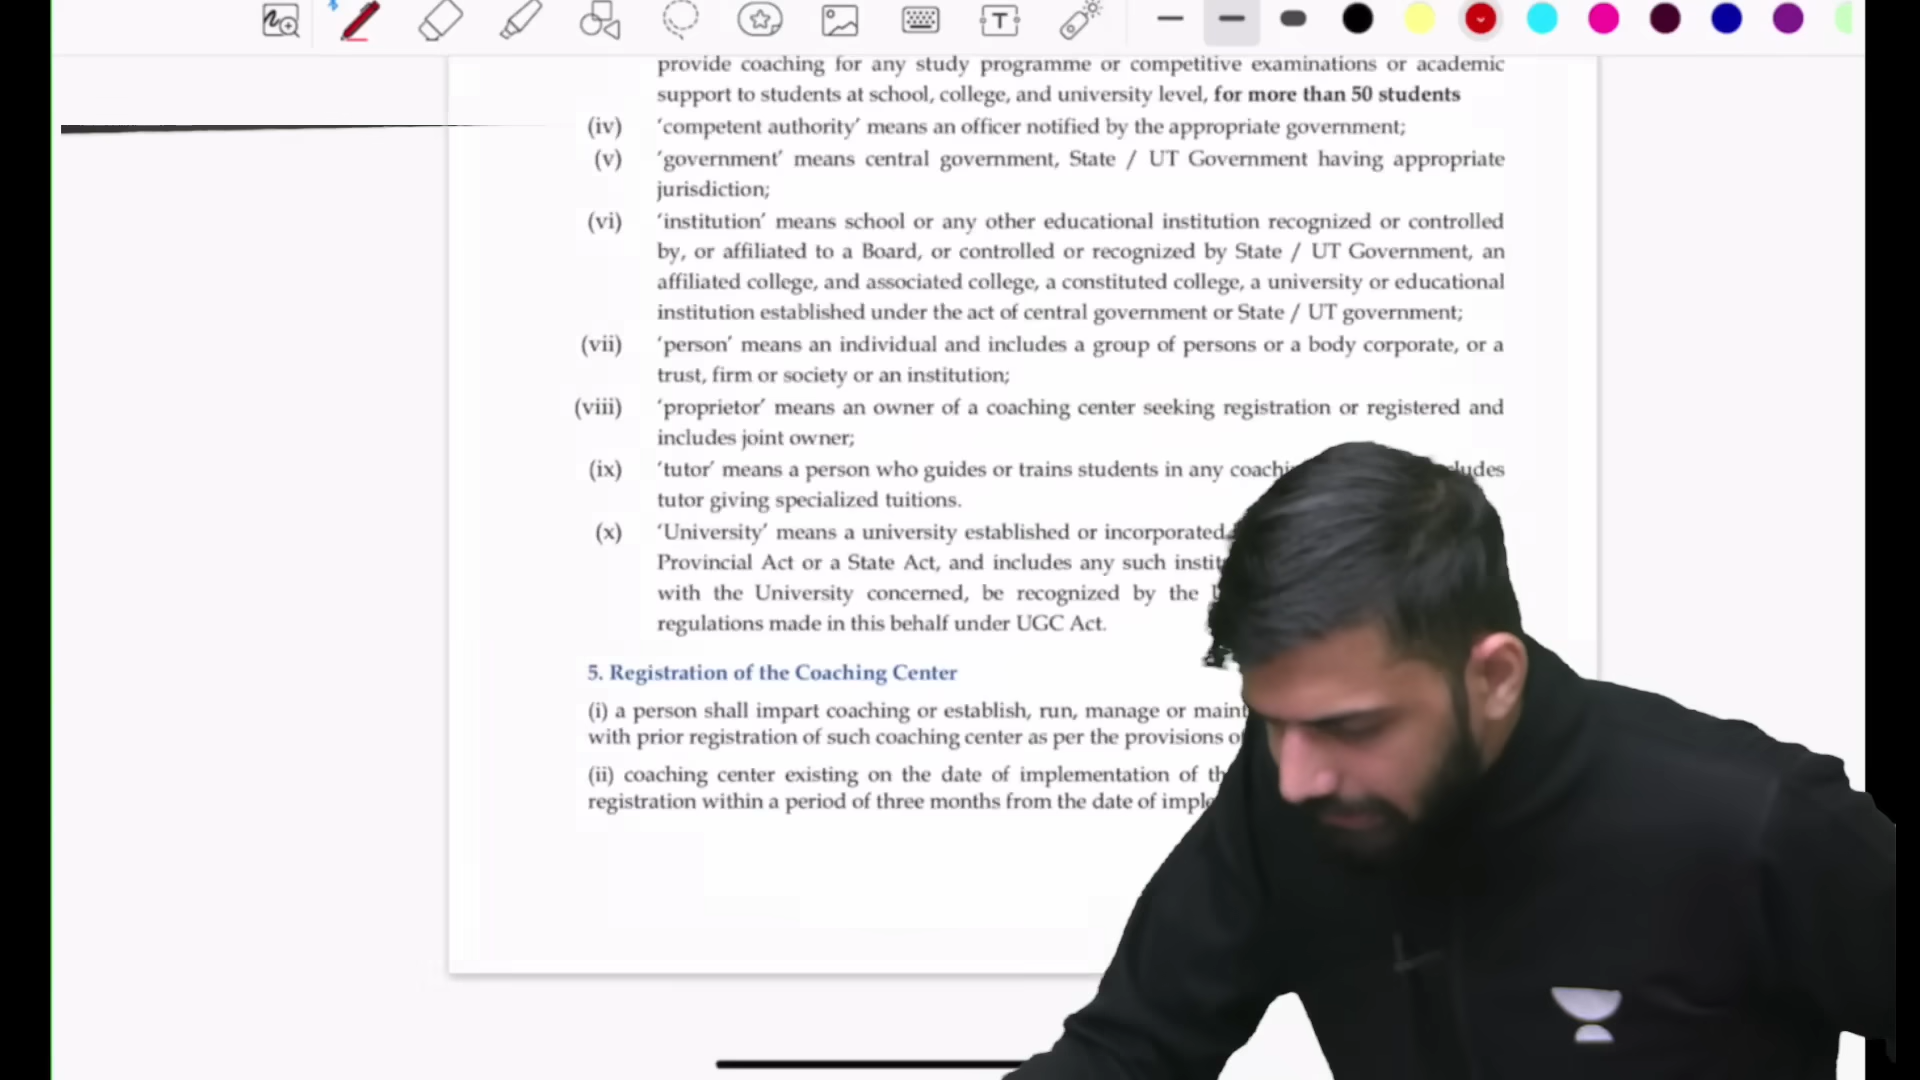 T
provide coaching for any study programme or competitive examinations or academic
support to students at school, college, and university level, for more than 50 students
(iv) ‘competent authority’ means an officer notified by the appropriate government;
(v) ‘government’ means central government, State / UT Government having appropriate
jurisdiction;
(vi) ‘institution’ means school or any other educational institution recognized or controlled
by, or affiliated to a Board, or controlled or recognized by State / UT Government, an
affiliated college, and associated college, a constituted college, a university or educational
institution established under the act of central government or State / UT government;
(vii) ‘person’ means an individual and includes a group of persons or a body corporate, or a
trust, firm or society or an institution;
(viii) ‘proprietor’ means an owner of a coaching center seeking registration or registered and
includes joint owner;
(ix) ‘tutor’ means a person who guides or trains students in any
tutor giving specialized tuitions.
(x) ‘University’ means a university established or incorporated
Provincial Act or a State Act, and includes any such
with the University concerned, be recognized by the
regulations made in this behalf under UGC Act.
5. Registration of the Coaching Center
(i) a person shall impart coaching or establish, run, manage or
with prior registration of such coaching center as per the provisions
(ii) coaching center existing on the date of implementation of
registration within a period of three months from the date of